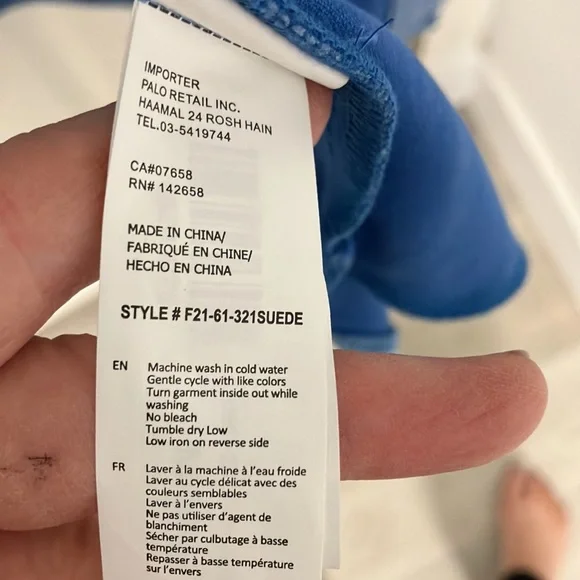 IMPORTER
PALO RETAIL INC.
HAAMAL 24 ROSH HAIN
TEL.03-5419744
CA#07658
RN# 142658
MADE IN CHINA/
FABRIQUÉ EN CHINE/
HECHO EN CHINA
STYLE # F21-61-321SUEDE
EN Machine wash in cold water
Gentle cycle with like colors
Turn garment inside out while
washing
No bleach
Tumble dry Low
Low iron on reverse side
FR Laver à la machine à l'eau froide
Laver au cycle délicat avec des
couleurs semblables
Laver à l'envers
Ne pas utiliser d'agent de
blanchiment
Sécher par culbutage à basse
température
Repasser à basse température
sur l'envers